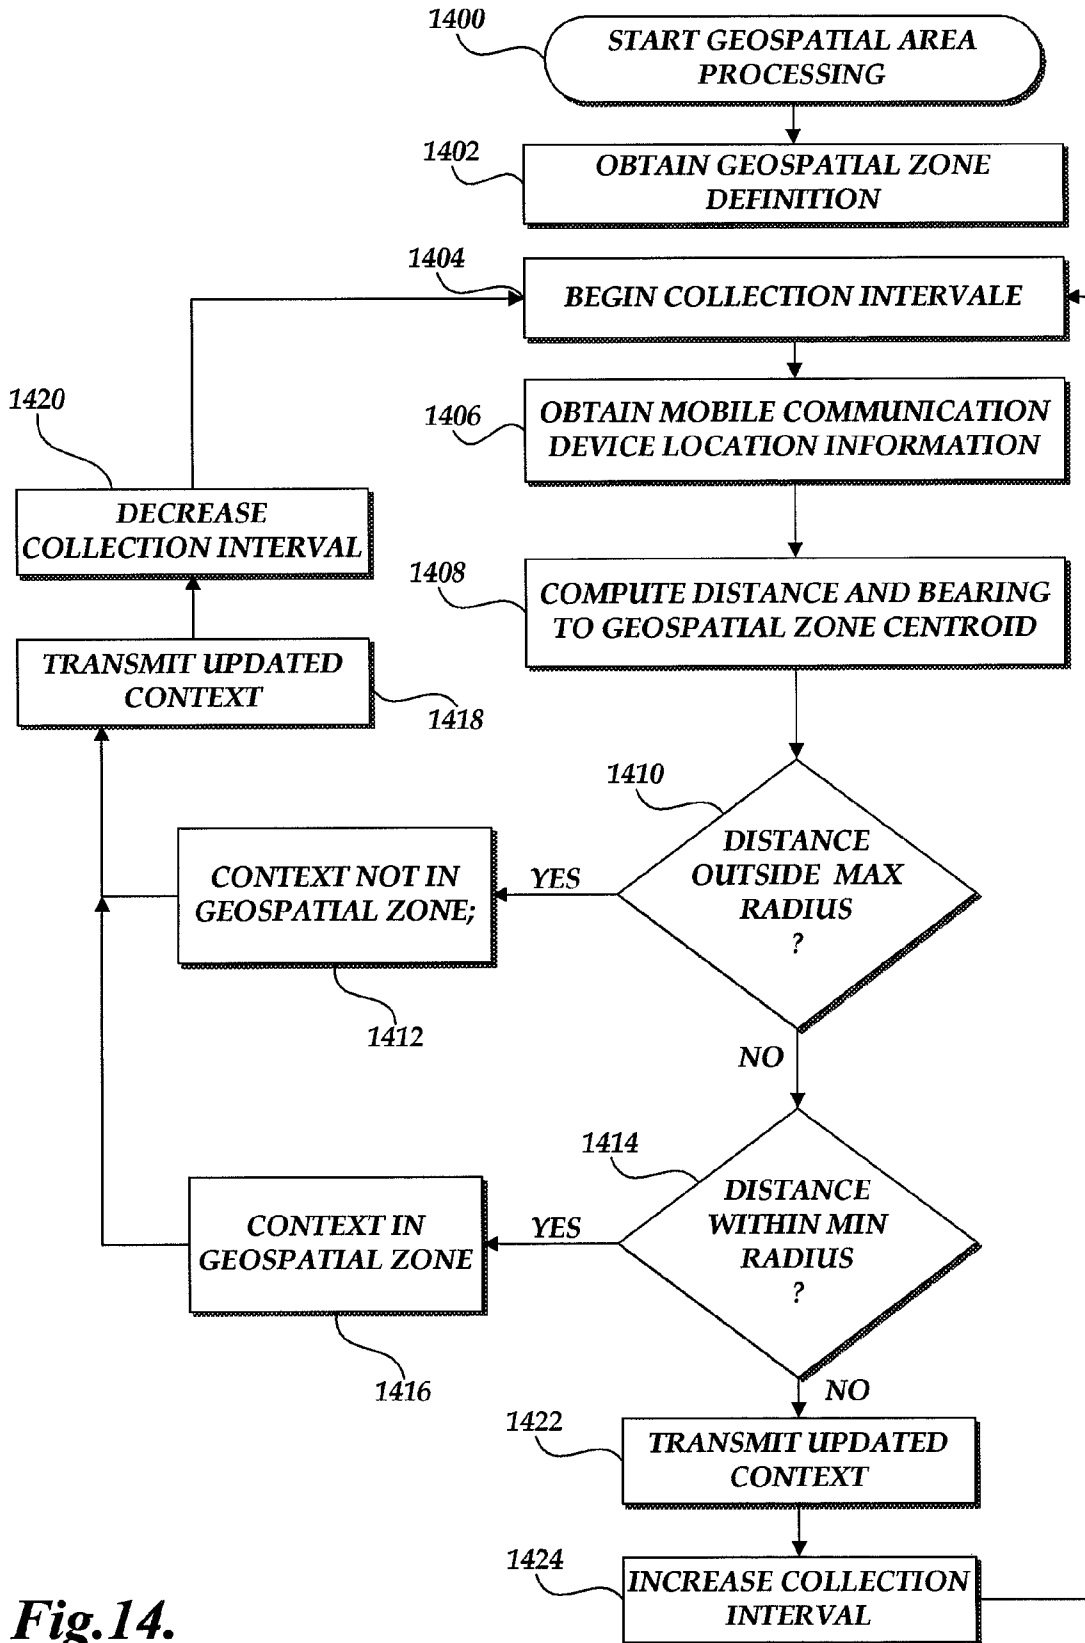 1400
START GEOSPATIAL AREA
PROCESSING
1402
OBTAIN GEOSPATIAL ZONE
DEFINITION
1404
BEGIN COLLECTION INTERVALE
1406
OBTAIN MOBILE COMMUNICATION
DEVICE LOCATION INFORMATION
1420
DECREASE
COLLECTION INTERVAL
1408
COMPUTE DISTANCE AND BEARING
TO GEOSPATIAL ZONE CENTROID
TRANSMIT UPDATED
CONTEXT
1418
1410
DISTANCE
OUTSIDE MAX
RADIUS
?
YES
CONTEXT NOT IN
GEOSPATIAL ZONE;
1412
NO
1414
DISTANCE
WITHIN MIN
RADIUS
?
YES
CONTEXT IN
GEOSPATIAL ZONE
1416
NO
1422
TRANSMIT UPDATED
CONTEXT
1424
INCREASE COLLECTION
INTERVAL
Fig.14.